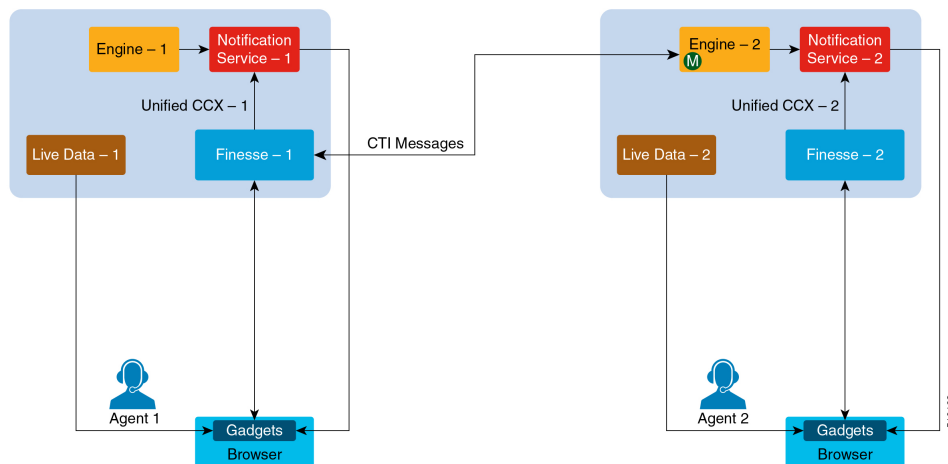 Engine – 1
Notification
Service – 1
Unified CCX – 1
Live Data – 1
Finesse – 1
Agent 1
Gadgets
Browser
CTI Messages
Engine – 2
M
Notification
Service – 2
Unified CCX – 2
Live Data – 2
Finesse – 2
Agent 2
Gadgets
Browser